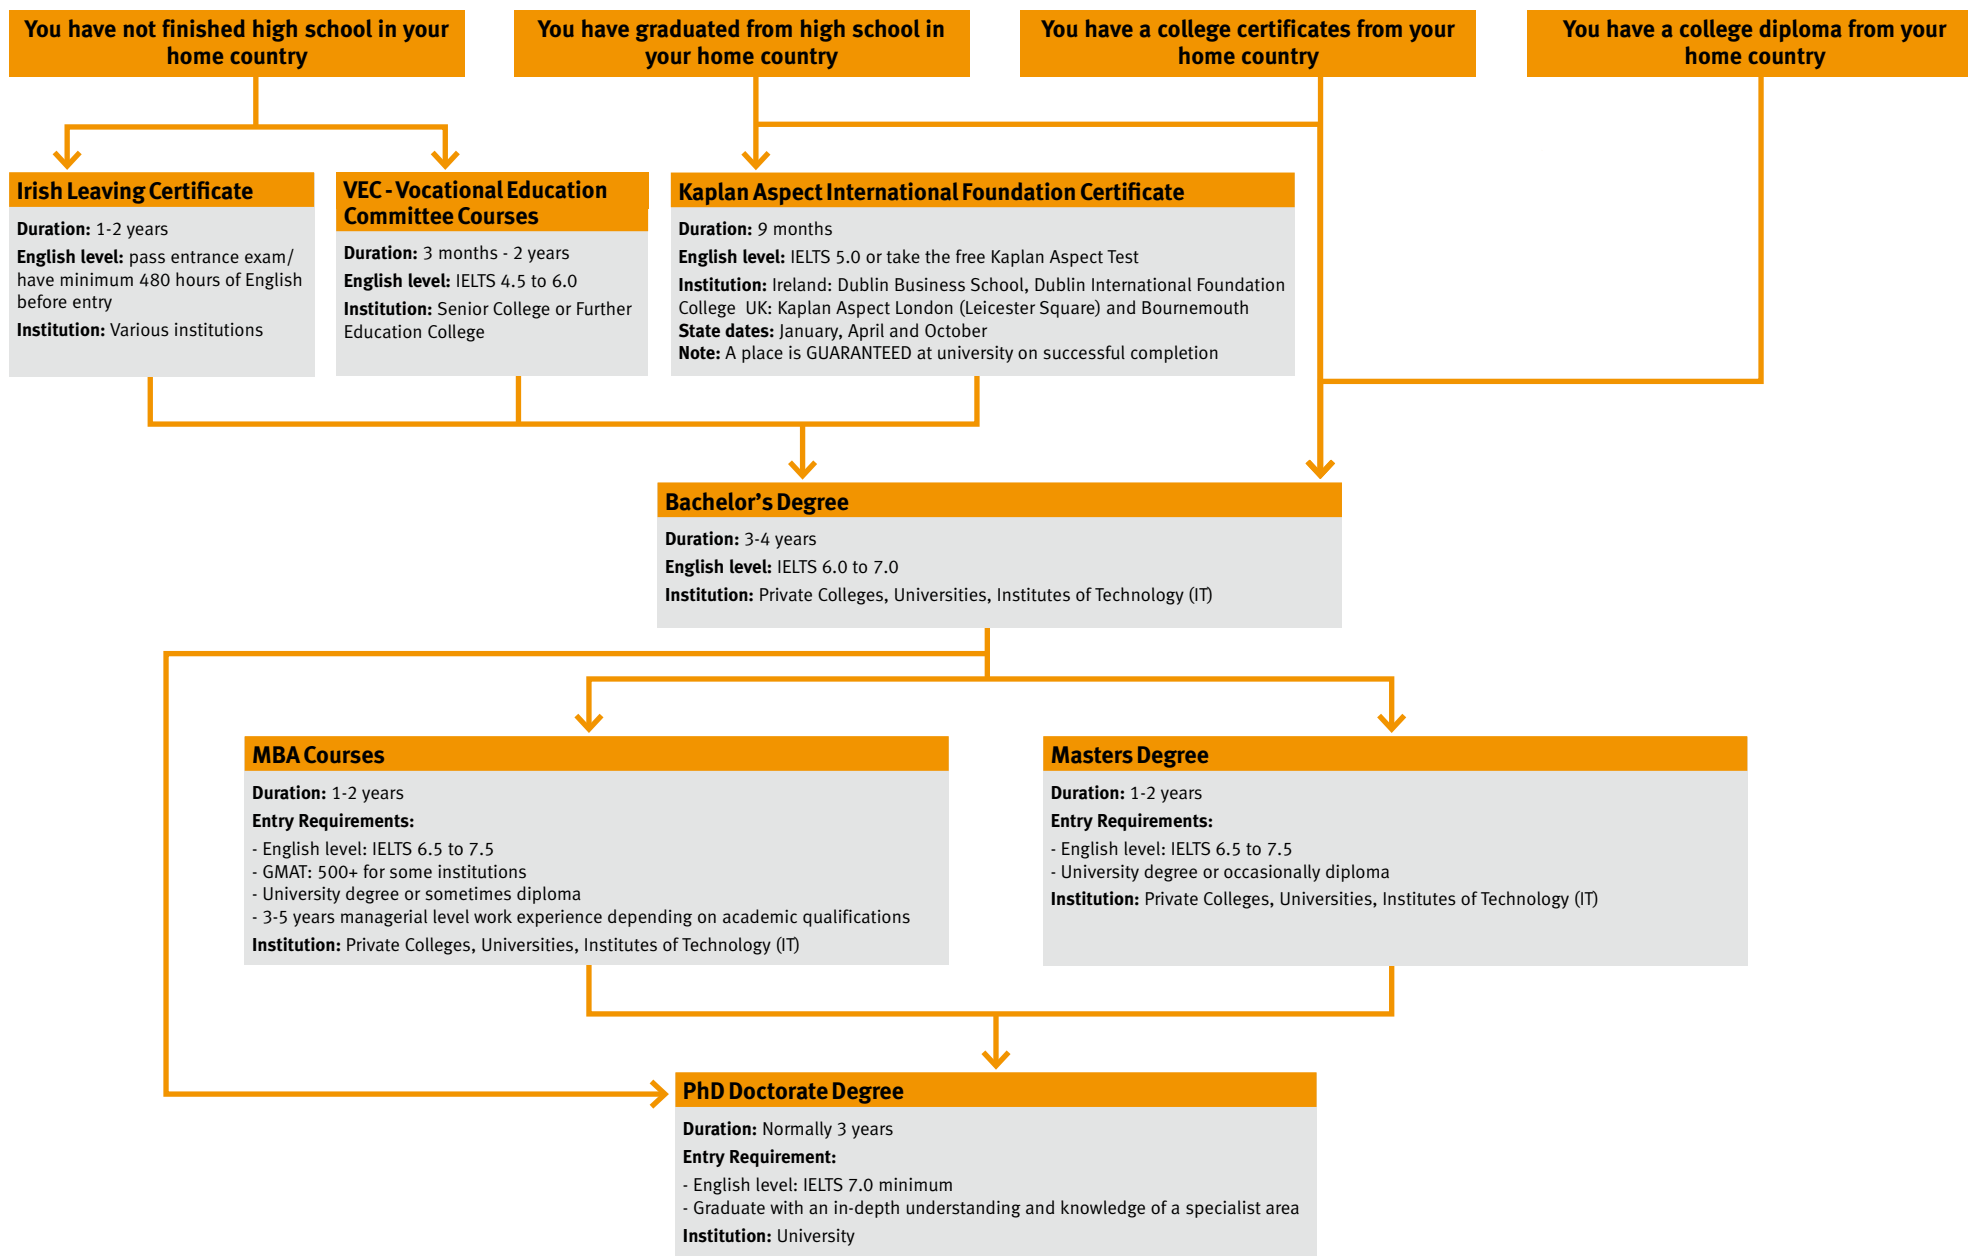 You have not finished high school in your
home country
You have graduated from high school in
your home country
You have a college certificates from your
home country
You have a college diploma from your
home country
Irish Leaving Certificate
Duration: 1-2 years
English level: pass entrance exam/
have minimum 480 hours of English
before entry
Institution: Various institutions
VEC - Vocational Education
Committee Courses
Duration: 3 months - 2 years
English level: IELTS 4.5 to 6.0
Institution: Senior College or Further
Education College
Kaplan Aspect International Foundation Certificate
Duration: 9 months
English level: IELTS 5.0 or take the free Kaplan Aspect Test
Institution: Ireland: Dublin Business School, Dublin International Foundation
College UK: Kaplan Aspect London (Leicester Square) and Bournemouth
State dates: January, April and October
Note: A place is GUARANTEED at university on successful completion
Bachelor's Degree
Duration: 3-4 years
English level: IELTS 6.0 to 7.0
Institution: Private Colleges, Universities, Institutes of Technology (IT)
MBA Courses
Duration: 1-2 years
Entry Requirements:
- English level: IELTS 6.5 to 7.5
- GMAT: 500+ for some institutions
- University degree or sometimes diploma
- 3-5 years managerial level work experience depending on academic qualifications
Institution: Private Colleges, Universities, Institutes of Technology (IT)
Masters Degree
Duration: 1-2 years
Entry Requirements:
- English level: IELTS 6.5 to 7.5
- University degree or occasionally diploma
Institution: Private Colleges, Universities, Institutes of Technology (IT)
PhD Doctorate Degree
Duration: Normally 3 years
Entry Requirement:
- English level: IELTS 7.0 minimum
- Graduate with an in-depth understanding and knowledge of a specialist area
Institution: University